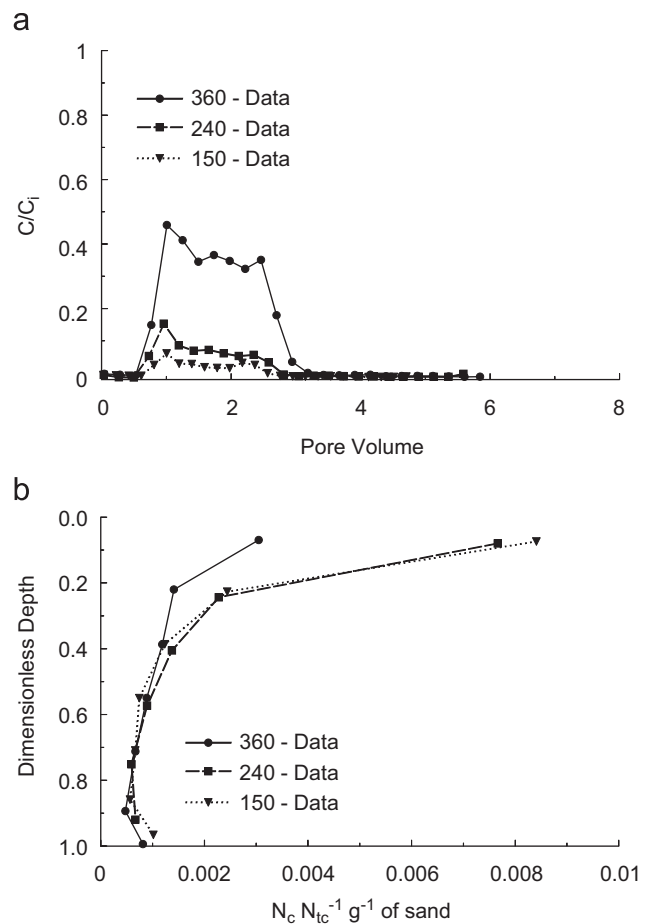 a
1
0.8
0.6
0.4
0.2
0
C/Ci
360 - Data
240 - Data
150 - Data
0 2 4 6 8
Pore Volume
b
0.0
0.2
0.4
0.6
0.8
1.0
Dimensionless Depth
360 - Data
240 - Data
150 - Data
0 0.002 0.004 0.006 0.008 0.01
Nc Ntc⁻¹ g⁻¹ of sand